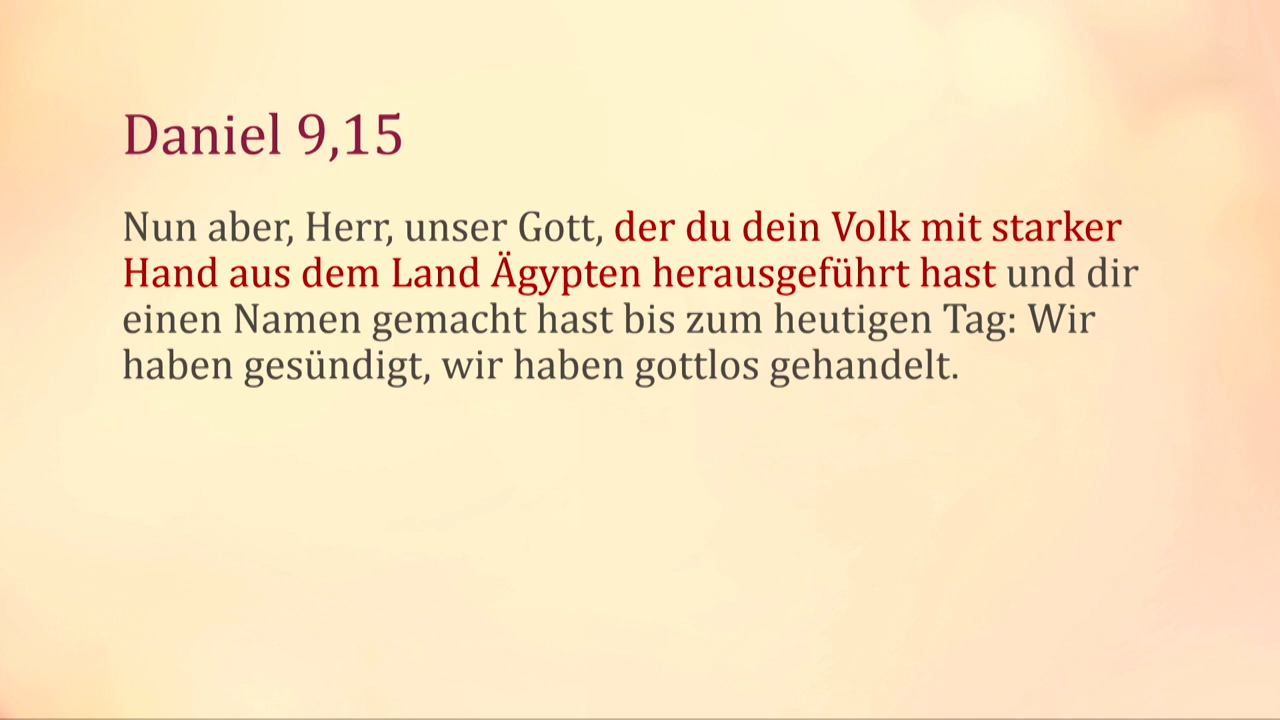 Daniel 9,15
Nun aber, Herr, unser Gott, der du dein Volk mit starker
Hand aus dem Land Ägypten herausgeführt hast und dir
einen Namen gemacht hast bis zum heutigen Tag: Wir
haben gesündigt, wir haben gottlos gehandelt.